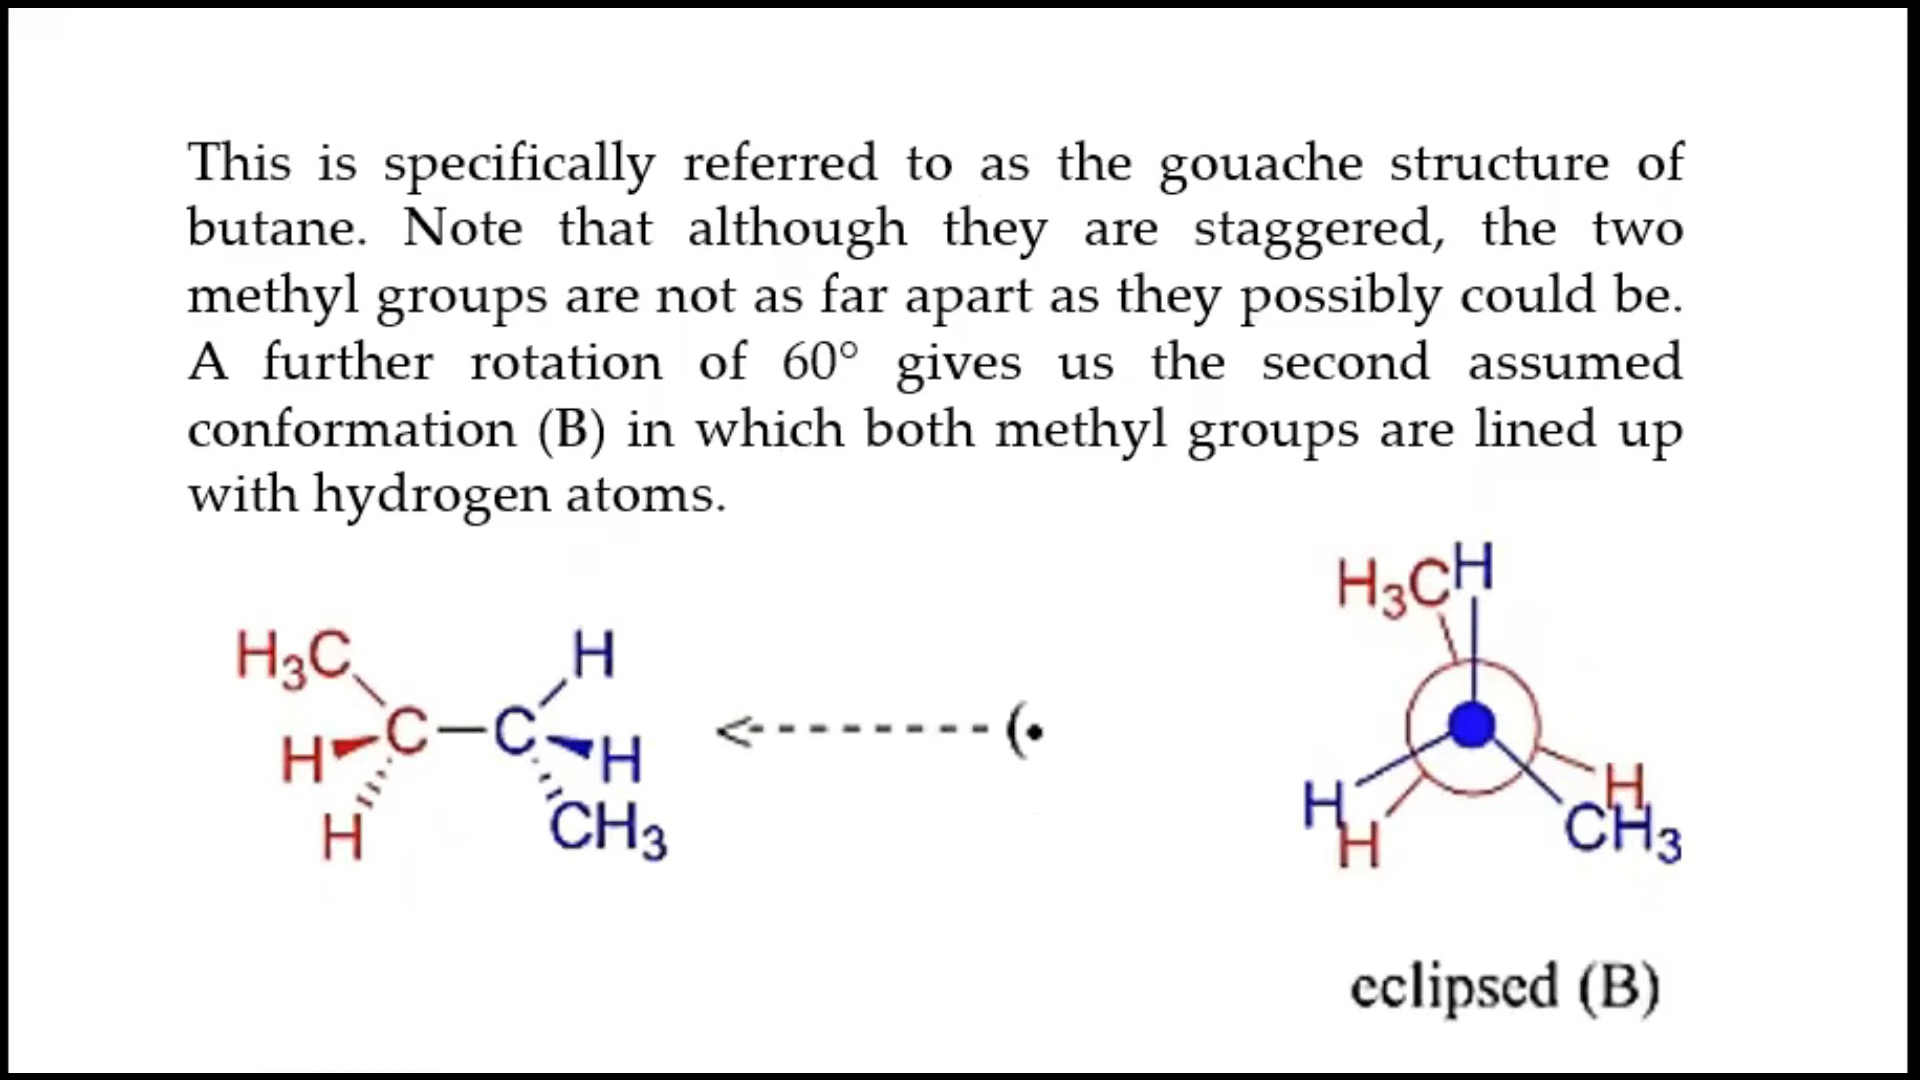 This is specifically referred to as the gouache structure of
butane. Note that although they are staggered, the two
methyl groups are not as far apart as they possibly could be.
A further rotation of 60° gives us the second assumed
conformation (B) in which both methyl groups are lined up
with hydrogen atoms.
H₃C H
H C C H
H CH₃
H₃C H
H H
H CH₃
eclipsed (B)